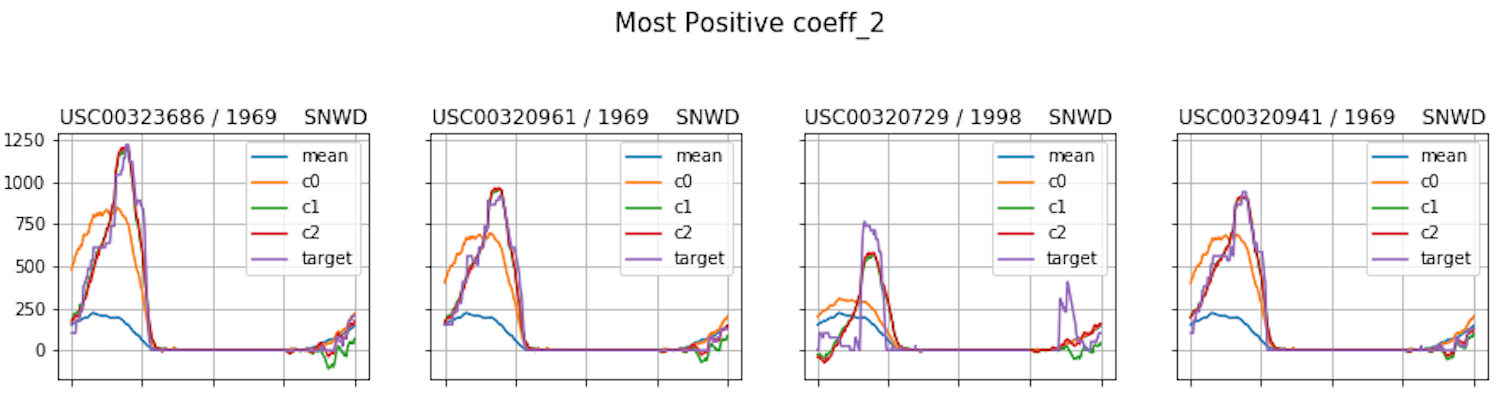 Most Positive coeff_2
USC00323686 / 1969 SNWD
1250
1000
750
500
250
0
mean
c0
c1
c2
target
USC00320961 / 1969 SNWD
mean
c0
c1
c2
target
USC00320729 / 1998 SNWD
mean
c0
c1
c2
target
USC00320941 / 1969 SNWD
mean
c0
c1
c2
target